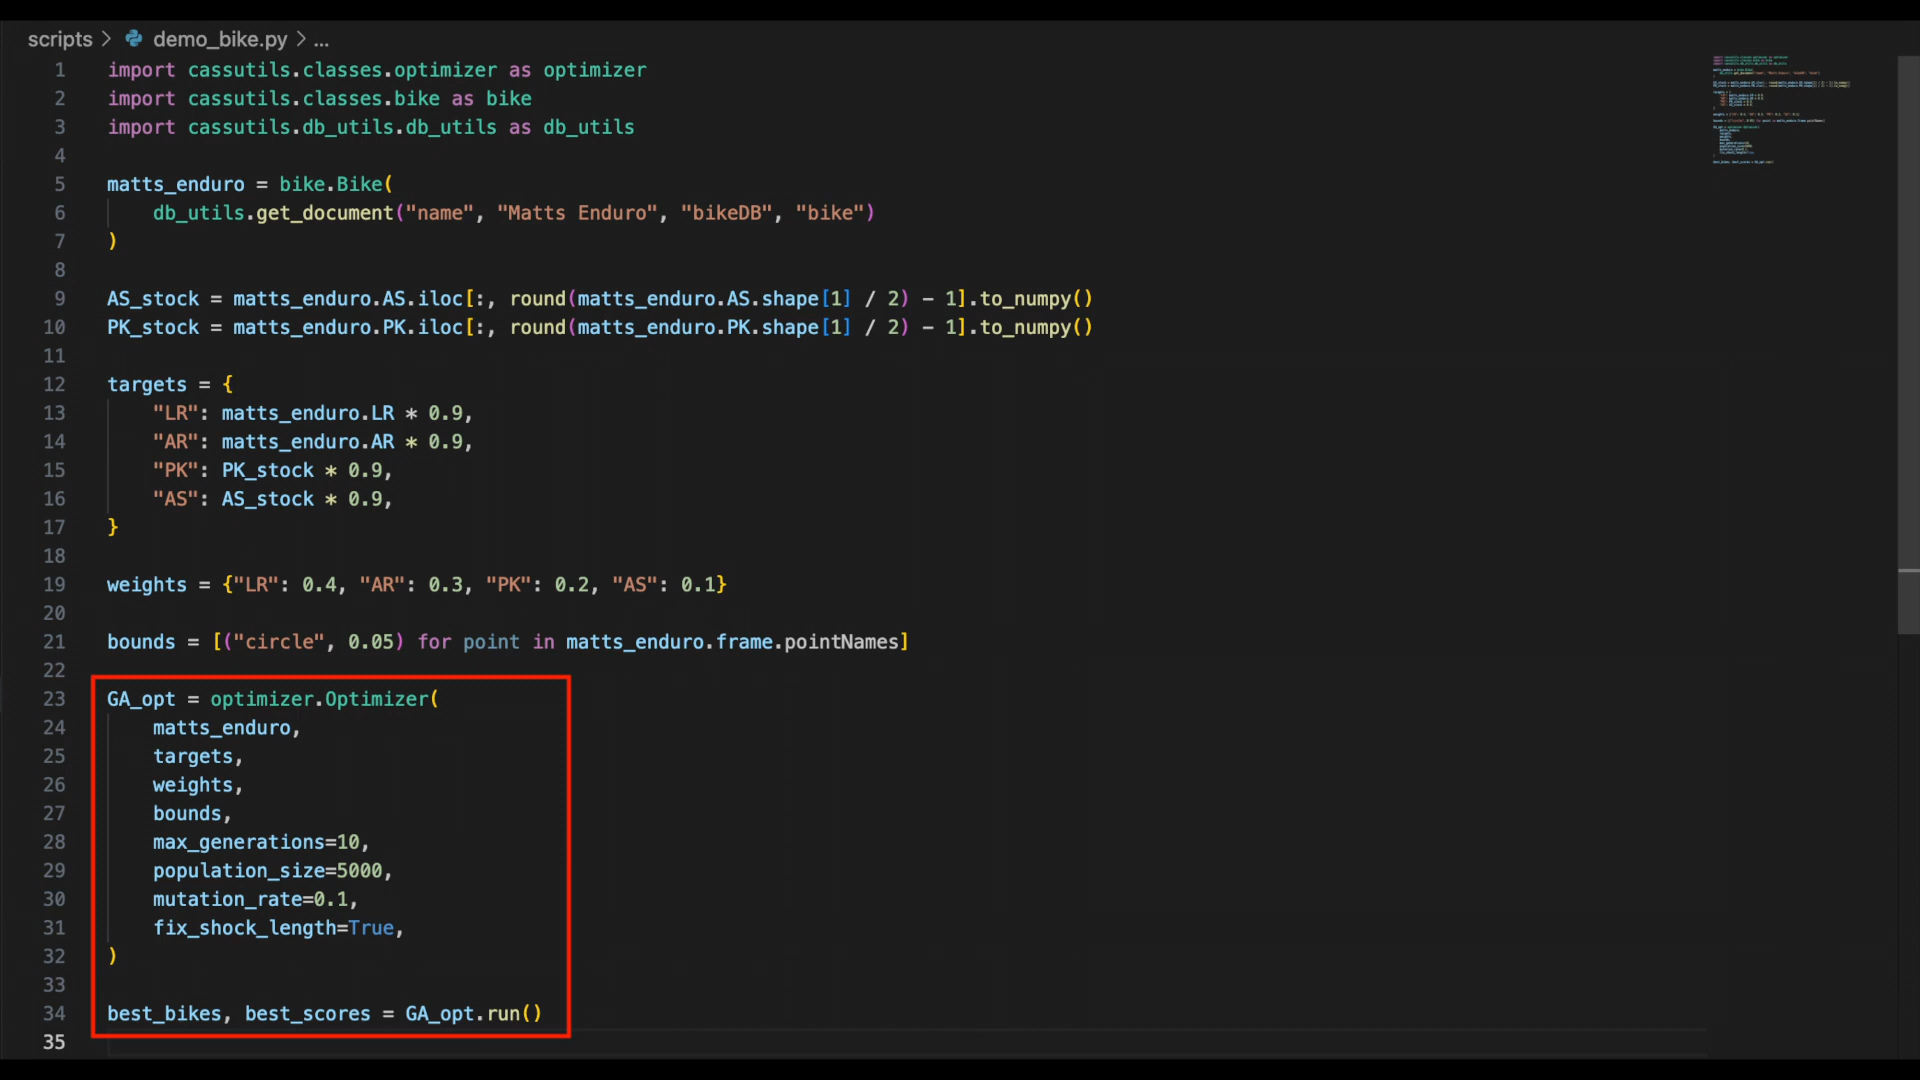 scripts > demo_bike.py > ...
1 import cassutils.classes.optimizer as optimizer
2 import cassutils.classes.bike as bike
3 import cassutils.db_utils.db_utils as db_utils
4
5 matts_enduro = bike.Bike(
6     db_utils.get_document("name", "Matts Enduro", "bikeDB", "bike")
7 )
8
9 AS_stock = matts_enduro.AS.iloc[:, round(matts_enduro.AS.shape[1] / 2) - 1].to_numpy()
10 PK_stock = matts_enduro.PK.iloc[:, round(matts_enduro.PK.shape[1] / 2) - 1].to_numpy()
11
12 targets = {
13     "LR": matts_enduro.LR * 0.9,
14     "AR": matts_enduro.AR * 0.9,
15     "PK": PK_stock * 0.9,
16     "AS": AS_stock * 0.9,
17 }
18
19 weights = {"LR": 0.4, "AR": 0.3, "PK": 0.2, "AS": 0.1}
20
21 bounds = [("circle", 0.05) for point in matts_enduro.frame.pointNames]
22
23 GA_opt = optimizer.Optimizer(
24     matts_enduro,
25     targets,
26     weights,
27     bounds,
28     max_generations=10,
29     population_size=5000,
30     mutation_rate=0.1,
31     fix_shock_length=True,
32 )
33
34 best_bikes, best_scores = GA_opt.run()
35